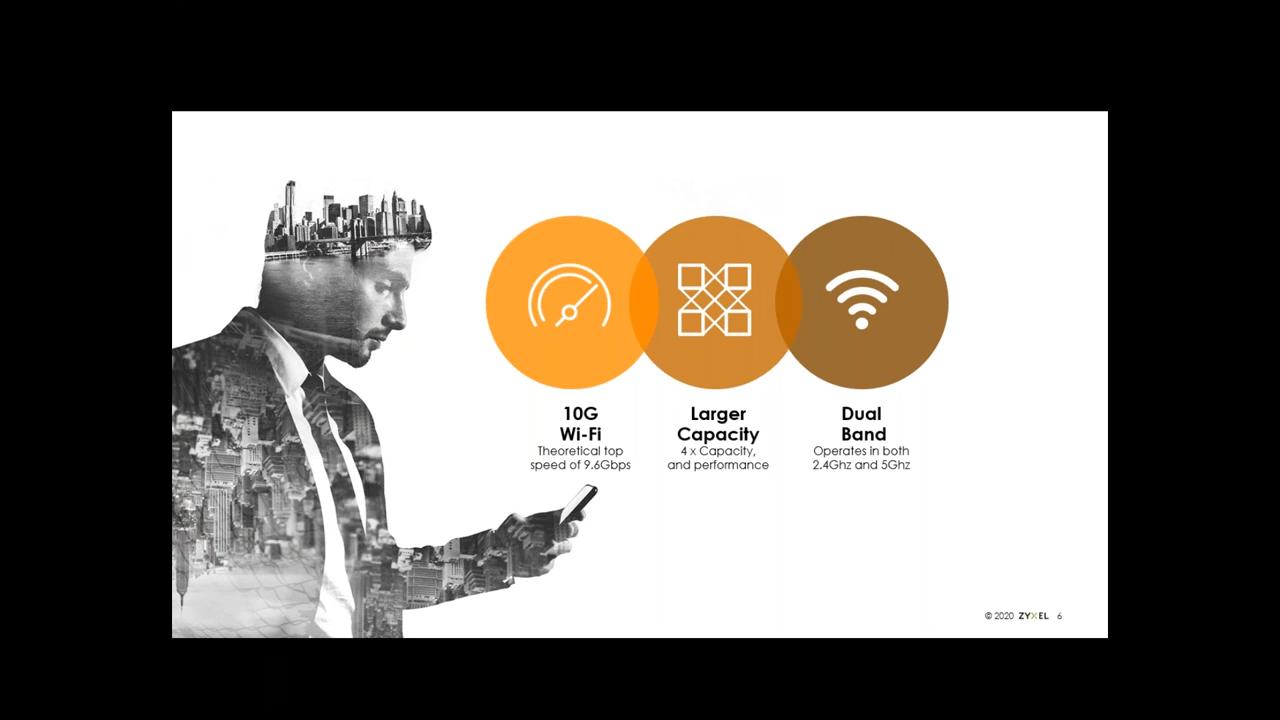 10G
Wi-Fi
Theoretical top
speed of 9.6Gbps
Larger
Capacity
4 x Capacity,
and performance
Dual
Band
Operates in both
2.4Ghz and 5Ghz
© 2020 ZYXEL 6